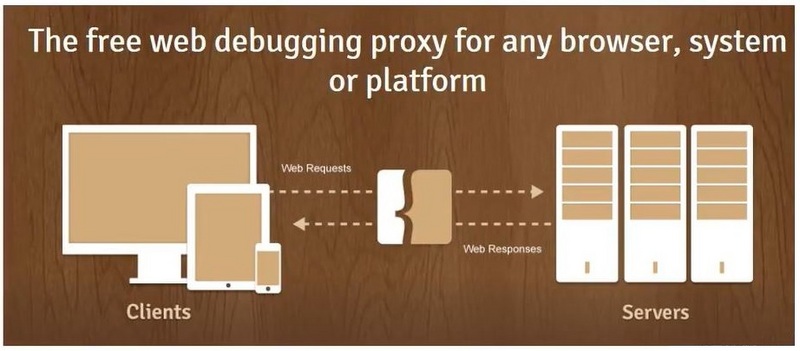 The free web debugging proxy for any browser, system
or platform
Web Requests
Web Responses
Clients
Servers